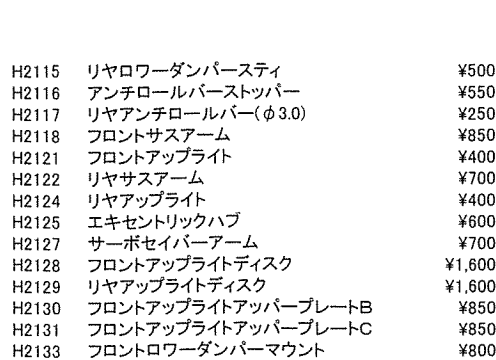 H2115 リヤロワーダンパースティ ¥500
H2116 アンチロールバーストッパー ¥550
H2117 リヤアンチロールバー(φ3.0) ¥250
H2118 フロントサスアーム ¥850
H2121 フロントアップライト ¥400
H2122 リヤサスアーム ¥700
H2124 リヤアップライト ¥400
H2125 エキセントリックハブ ¥600
H2127 サーボセイバーアーム ¥700
H2128 フロントアップライトディスク ¥1,600
H2129 リヤアップライトディスク ¥1,600
H2130 フロントアップライトアッパープレートB ¥850
H2131 フロントアップライトアッパープレートC ¥850
H2133 フロントロワーダンパーマウント ¥800